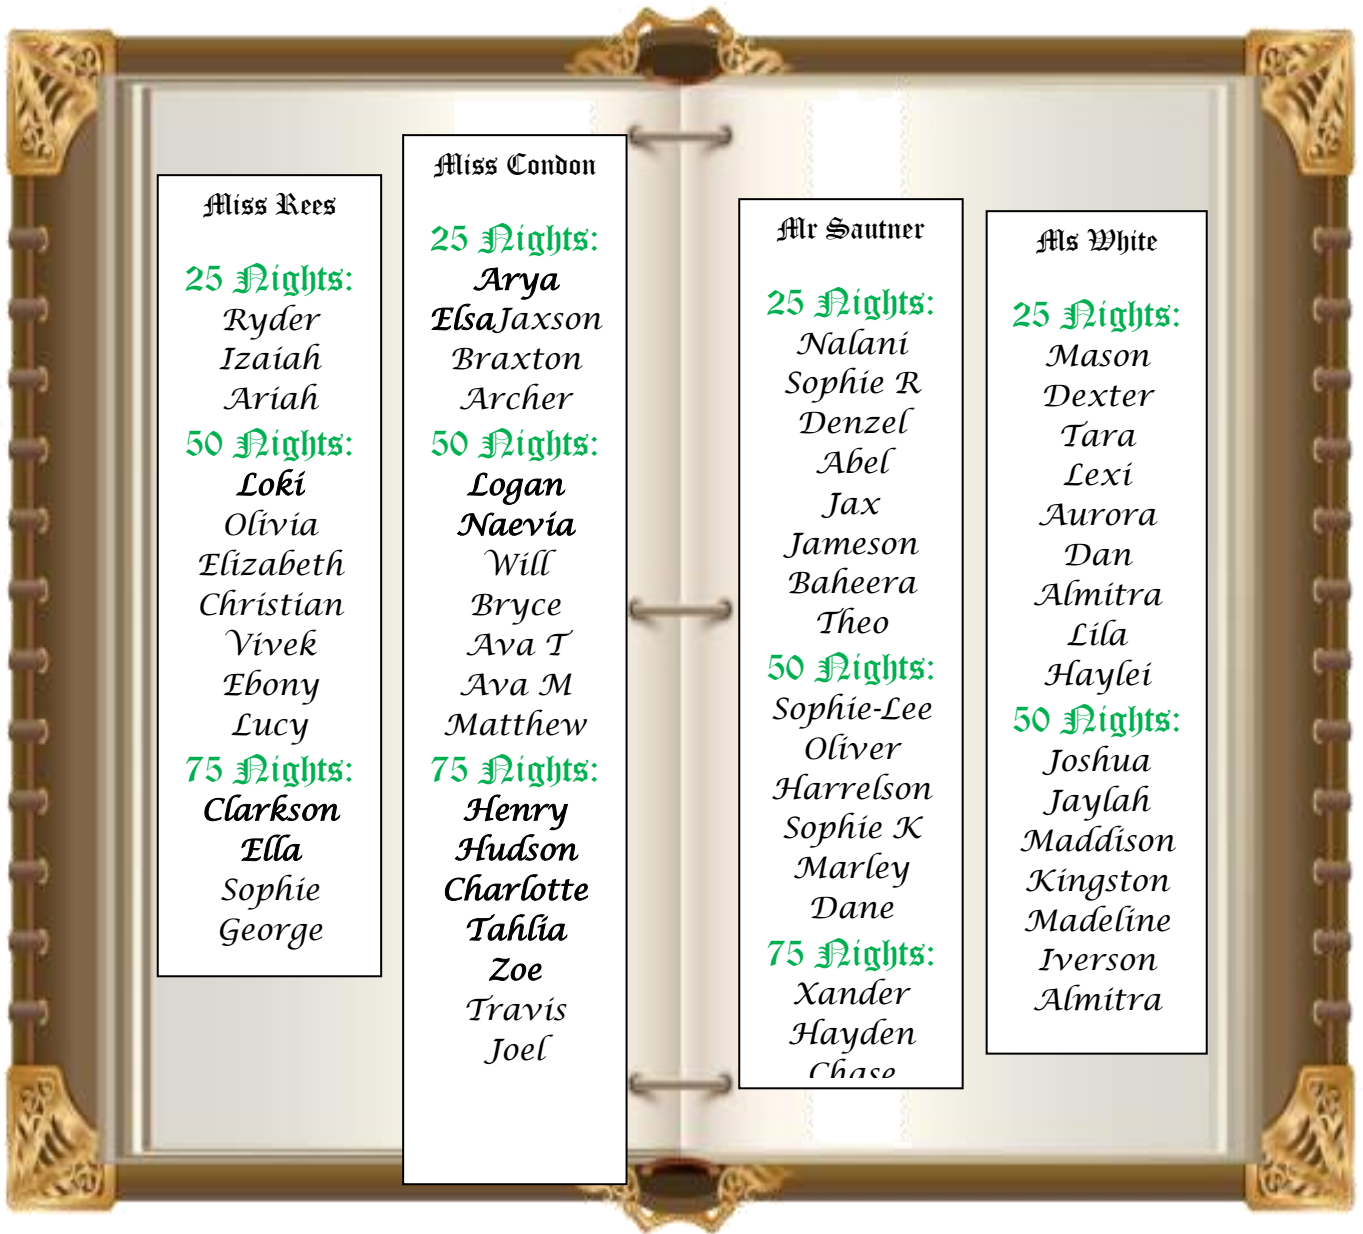 Miss Rees
25 Nights:
Ryder
Izaiah
Ariah
50 Nights:
Loki
Olivia
Elizabeth
Christian
Vivek
Ebony
Lucy
75 Nights:
Clarkson
Ella
Sophie
George
Miss Condon
25 Nights:
Arya
ElsaJaxson
Braxton
Archer
50 Nights:
Logan
Naevia
Will
Bryce
Ava T
Ava M
Matthew
75 Nights:
Henry
Hudson
Charlotte
Tahlia
Zoe
Travis
Joel
Mr Sautner
25 Nights:
Nalani
Sophie R
Denzel
Abel
Jax
Jameson
Baheera
Theo
50 Nights:
Sophie-Lee
Oliver
Harrelson
Sophie K
Marley
Dane
75 Nights:
Xander
Hayden
Chase
Ms White
25 Nights:
Mason
Dexter
Tara
Lexi
Aurora
Dan
Almitra
Lila
Haylei
50 Nights:
Joshua
Jaylah
Maddison
Kingston
Madeline
Iverson
Almitra